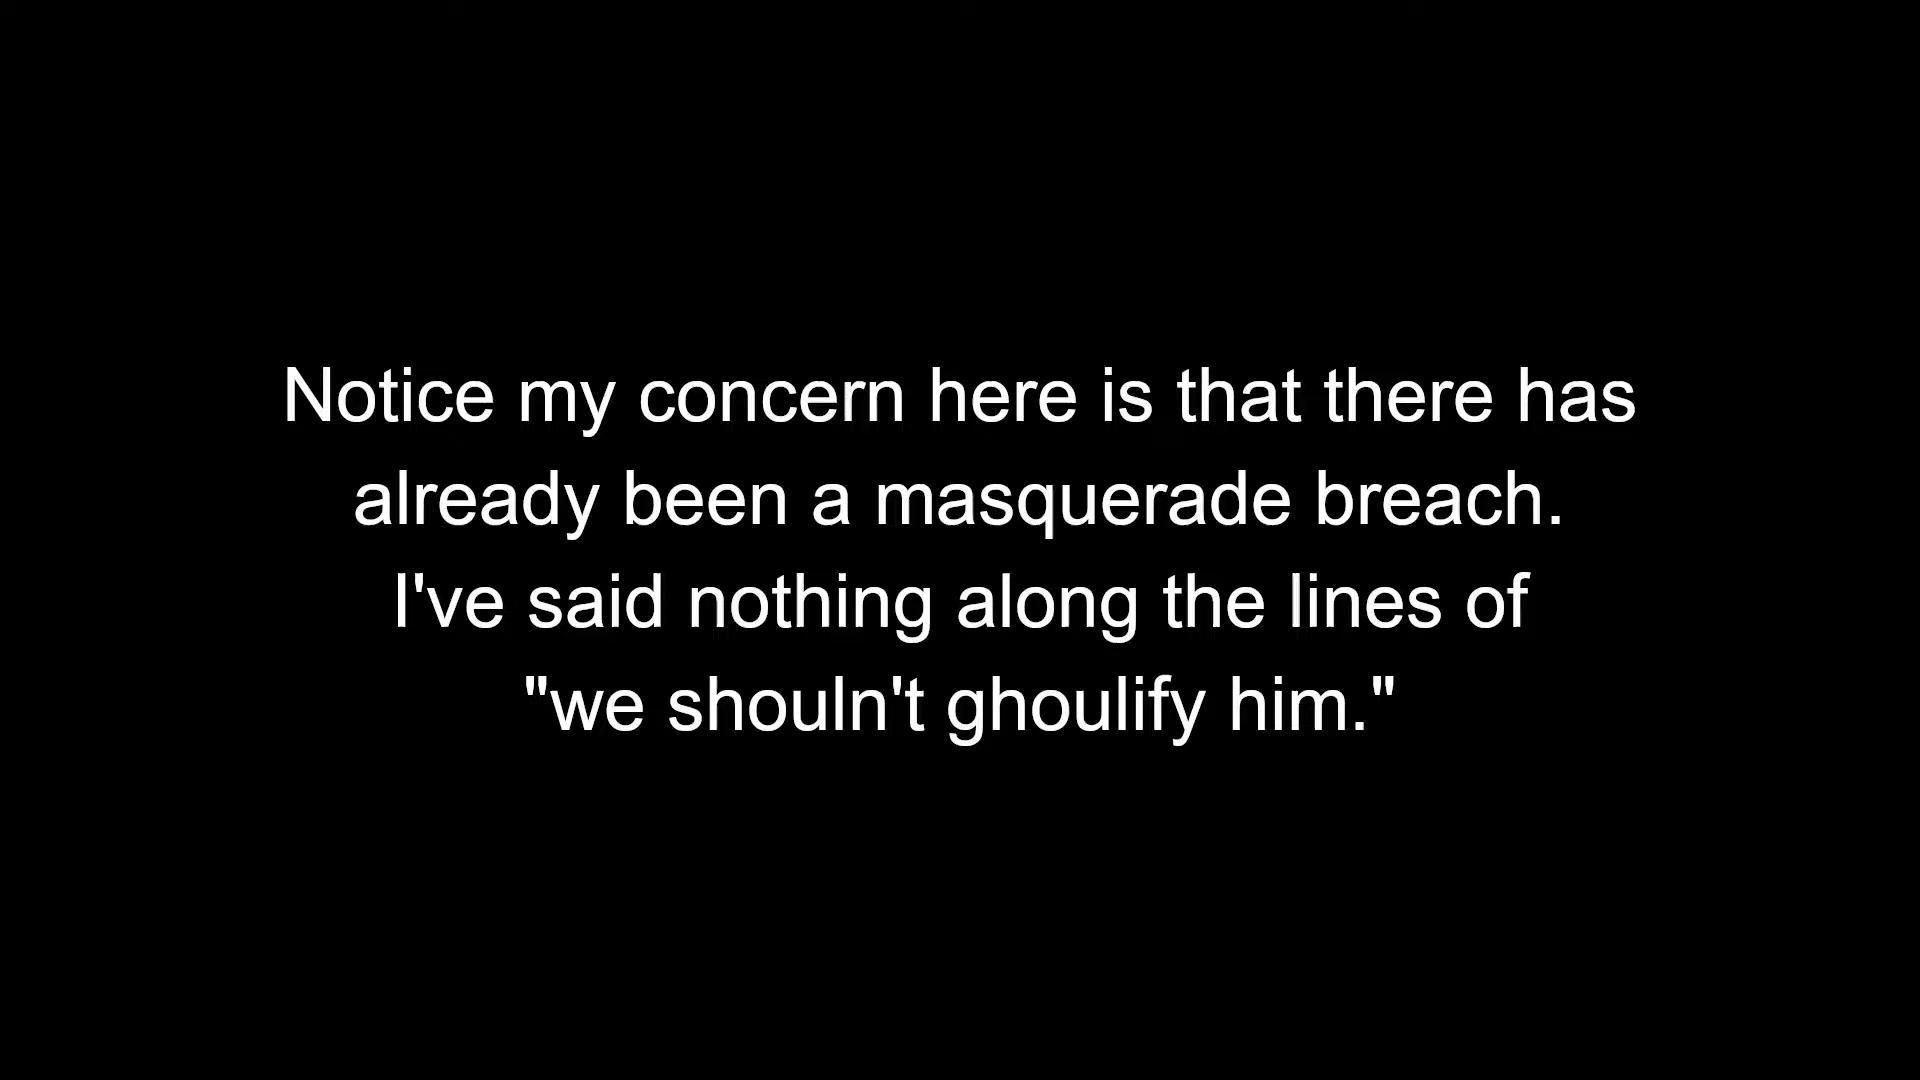 Notice my concern here is that there has
already been a masquerade breach.
I've said nothing along the lines of
"we shouln't ghoulify him."